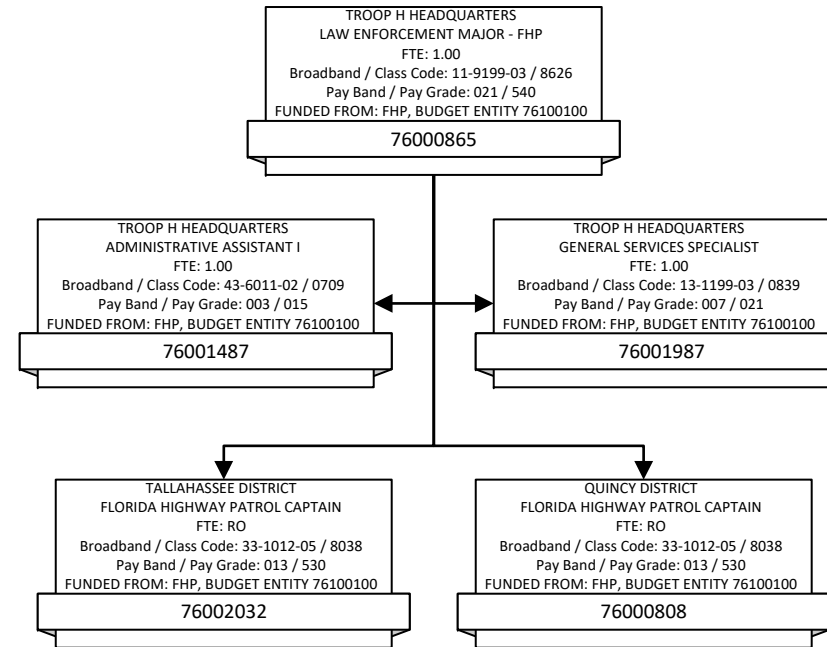 TROOP H HEADQUARTERS
LAW ENFORCEMENT MAJOR - FHP
FTE: 1.00
Broadband / Class Code: 11-9199-03 / 8626
Pay Band / Pay Grade: 021 / 540
FUNDED FROM: FHP, BUDGET ENTITY 76100100
76000865
TROOP H HEADQUARTERS
ADMINISTRATIVE ASSISTANT I
FTE: 1.00
Broadband / Class Code: 43-6011-02 / 0709
Pay Band / Pay Grade: 003 / 015
FUNDED FROM: FHP, BUDGET ENTITY 76100100
76001487
TROOP H HEADQUARTERS
GENERAL SERVICES SPECIALIST
FTE: 1.00
Broadband / Class Code: 13-1199-03 / 0839
Pay Band / Pay Grade: 007 / 021
FUNDED FROM: FHP, BUDGET ENTITY 76100100
76001987
TALLAHASSEE DISTRICT
FLORIDA HIGHWAY PATROL CAPTAIN
FTE: RO
Broadband / Class Code: 33-1012-05 / 8038
Pay Band / Pay Grade: 013 / 530
FUNDED FROM: FHP, BUDGET ENTITY 76100100
76002032
QUINCY DISTRICT
FLORIDA HIGHWAY PATROL CAPTAIN
FTE: RO
Broadband / Class Code: 33-1012-05 / 8038
Pay Band / Pay Grade: 013 / 530
FUNDED FROM: FHP, BUDGET ENTITY 76100100
76000808